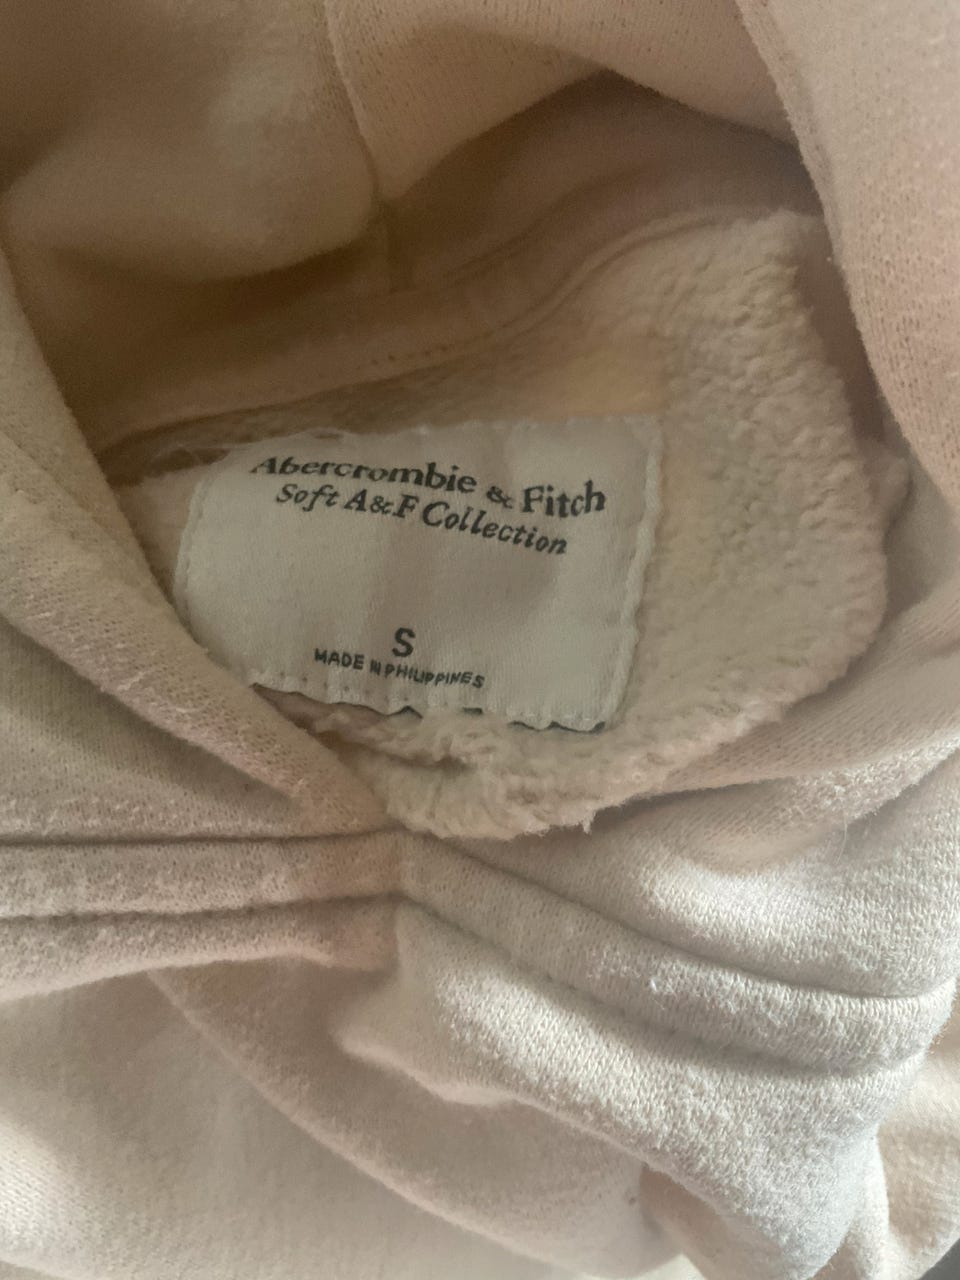 Abercrombie & Fitch
Soft A&F Collection
S
MADE IN PHILIPPINES